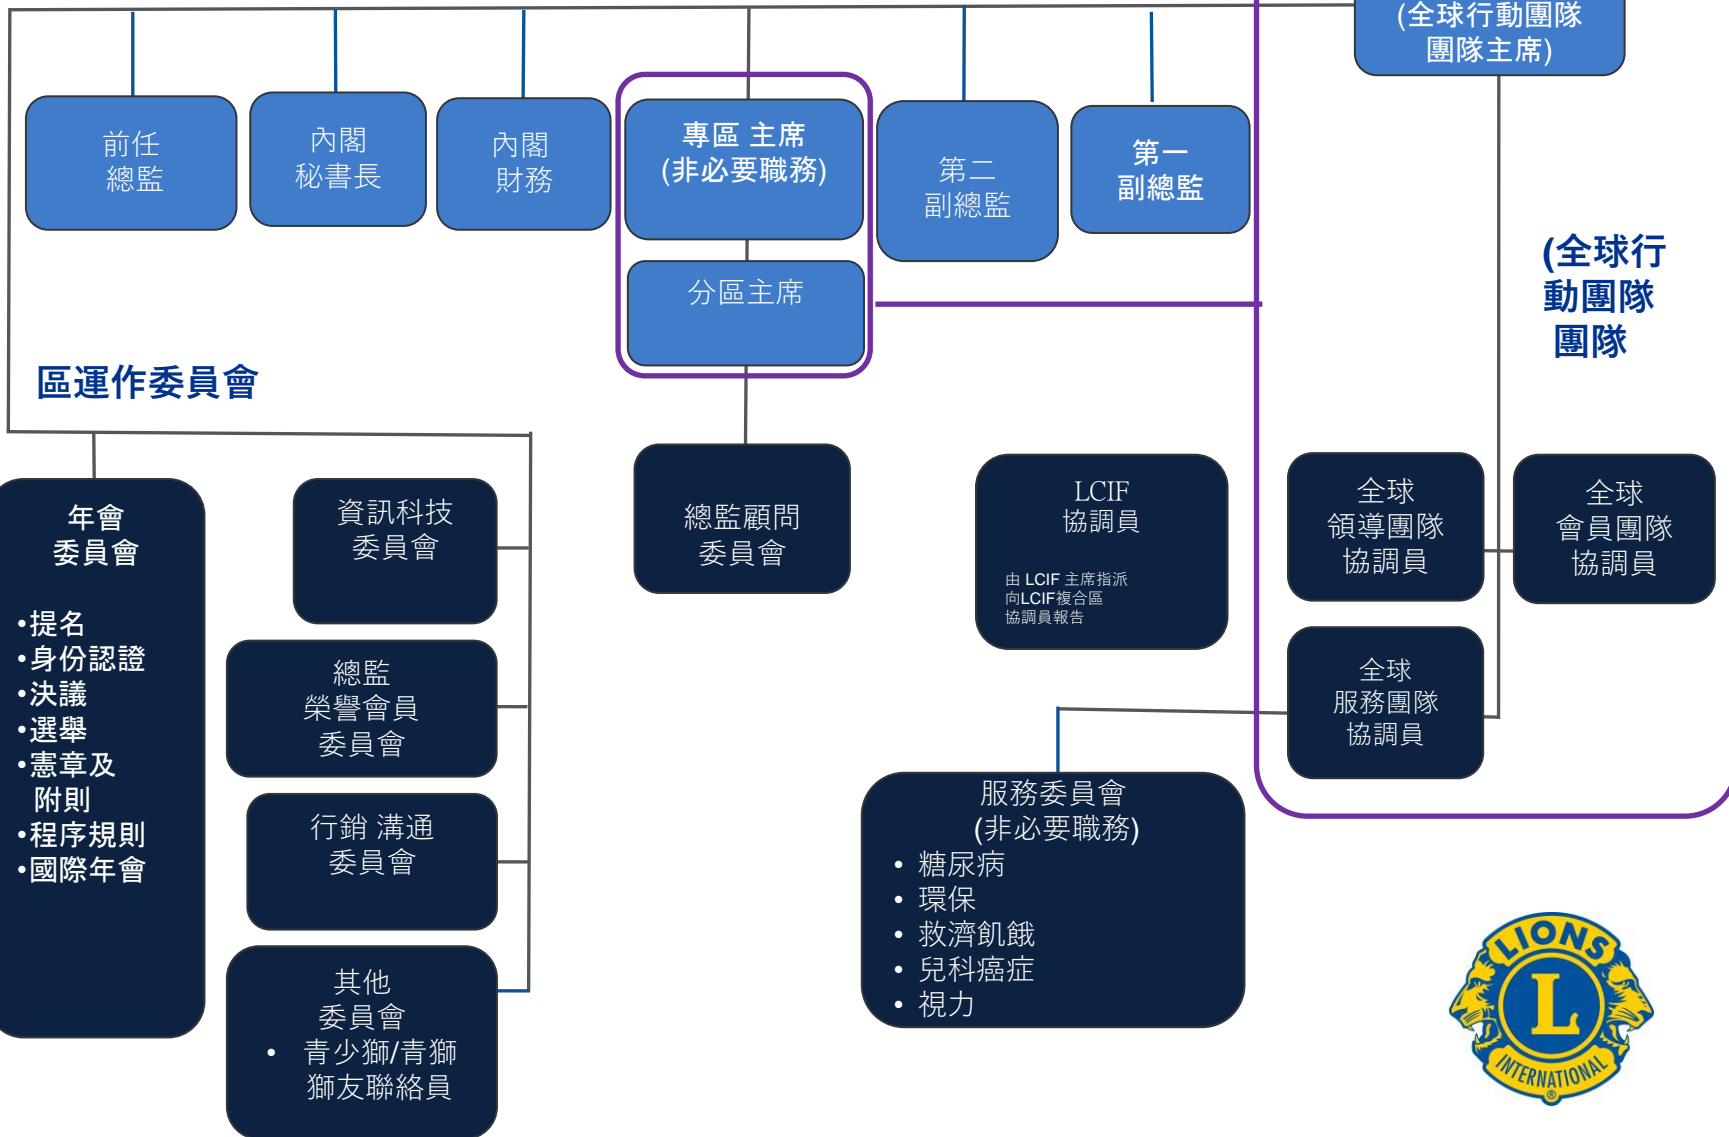 (全球行動團隊
團隊主席)
前任
總監
內閣
秘書長
內閣
財務
專區 主席
(非必要職務)
分區主席
第二
副總監
第一
副總監
(全球行
動團隊
團隊
區運作委員會
年會
委員會
•提名
•身份認證
•決議
•選舉
•憲章及
附則
•程序規則
•國際年會
資訊科技
委員會
總監
榮譽會員
委員會
行銷 溝通
委員會
其他
委員會
• 青少獅/青獅
獅友聯絡員
總監顧問
委員會
LCIF
協調員
由 LCIF 主席指派
向LCIF複合區
協調員報告
全球
領導團隊
協調員
全球
會員團隊
協調員
全球
服務團隊
協調員
服務委員會
(非必要職務)
• 糖尿病
• 環保
• 救濟飢餓
• 兒科癌症
• 視力
LIONS
L
INTERNATIONAL
®